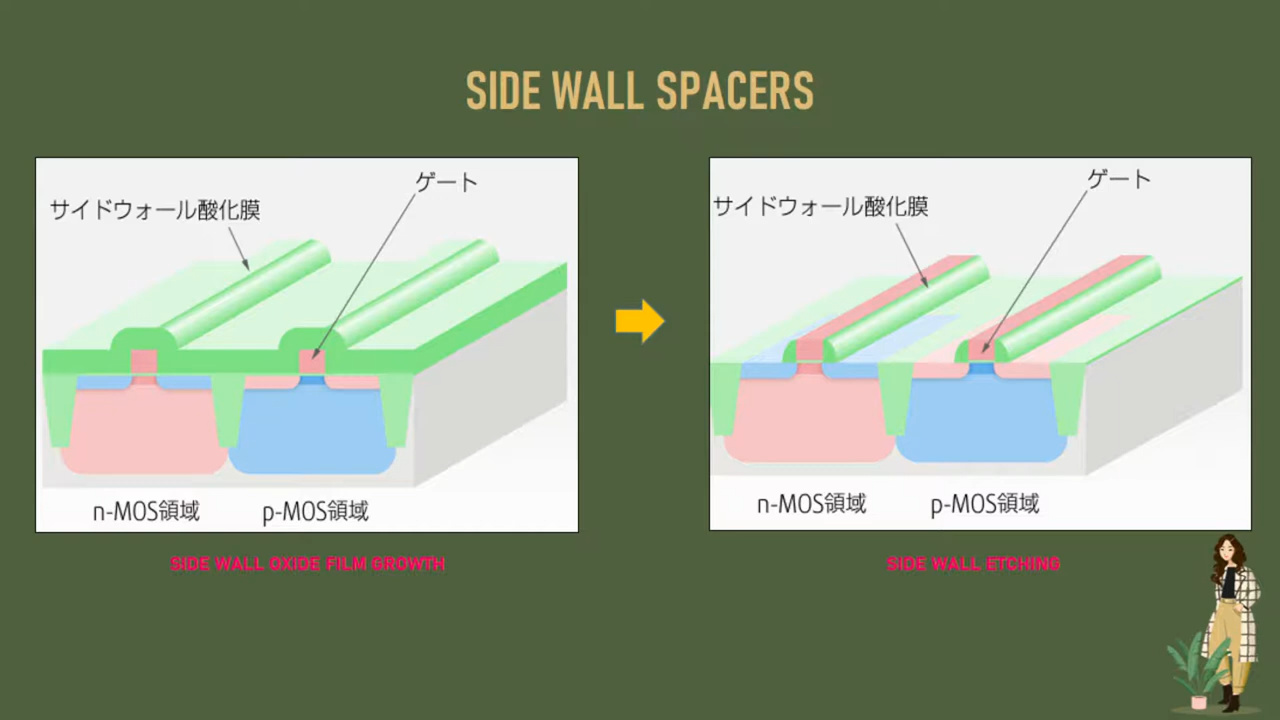 SIDE WALL SPACERS
ゲート
サイドウォール酸化膜
n-MOS領域
p-MOS領域
SIDE WALL OXIDE FILM GROWTH
ゲート
サイドウォール酸化膜
n-MOS領域
p-MOS領域
SIDE WALL ETCHING